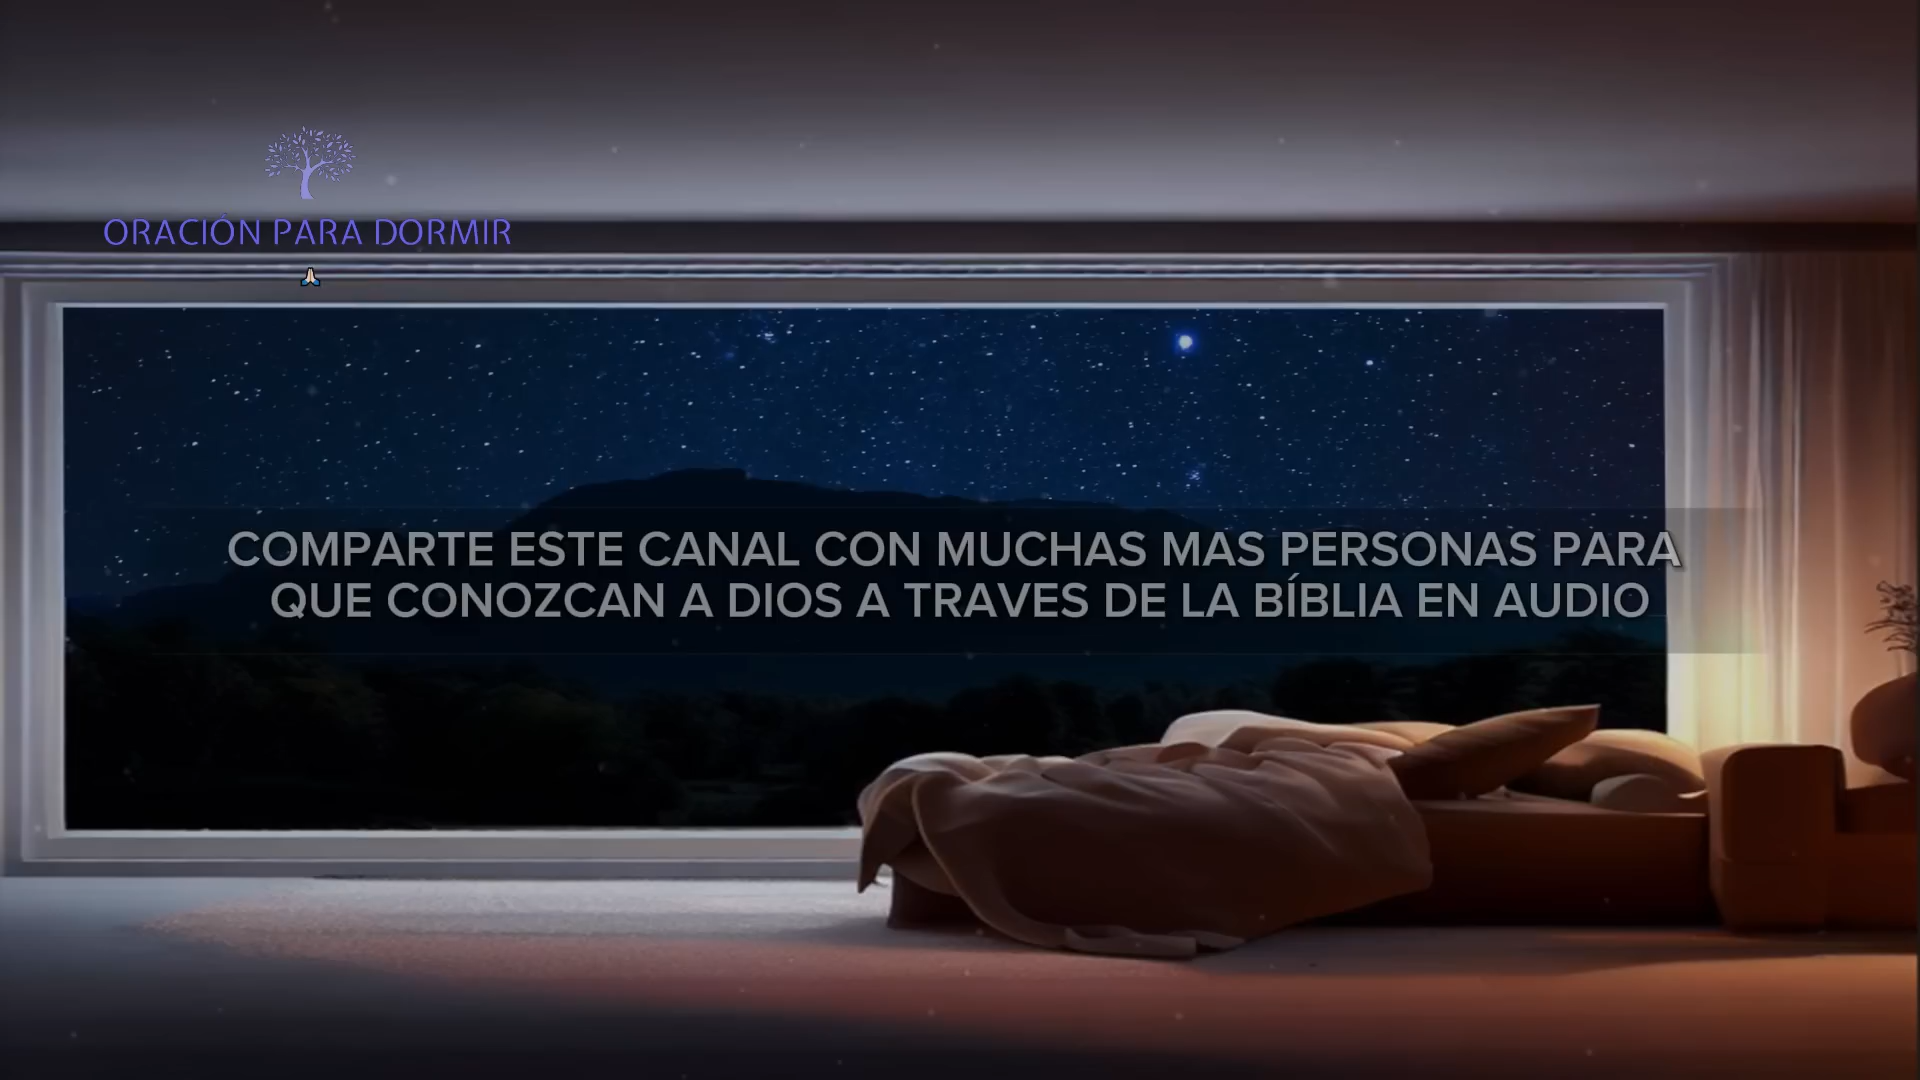 ORACIÓN PARA DORMIR
COMPARTE ESTE CANAL CON MUCHAS MAS PERSONAS PARA
QUE CONOZCAN A DIOS A TRAVES DE LA BÍBLIA EN AUDIO